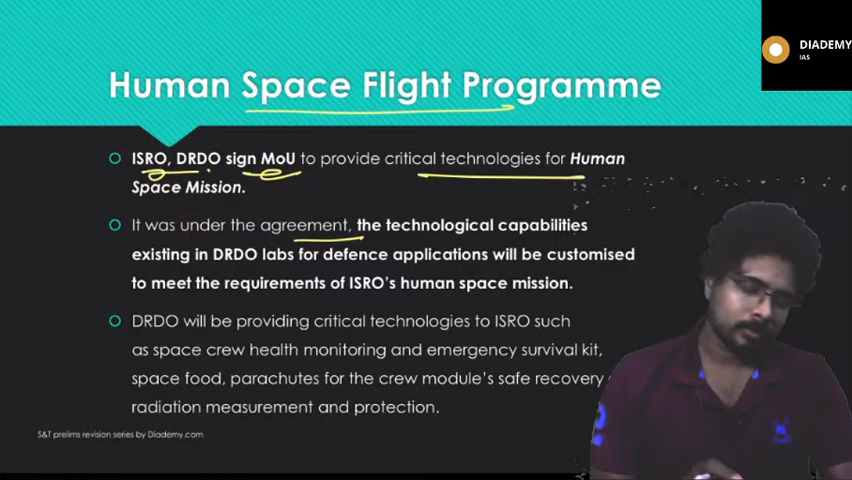 DIADEMY
IAS
Human Space Flight Programme
ISRO, DRDO sign MoU to provide critical technologies for Human
Space Mission.
It was under the agreement, the technological capabilities
existing in DRDO labs for defence applications will be customised
to meet the requirements of ISRO's human space mission.
DRDO will be providing critical technologies to ISRO such
as space crew health monitoring and emergency survival kit,
space food, parachutes for the crew module's safe recovery
radiation measurement and protection.
S&T prelims revision series by Diademy.com